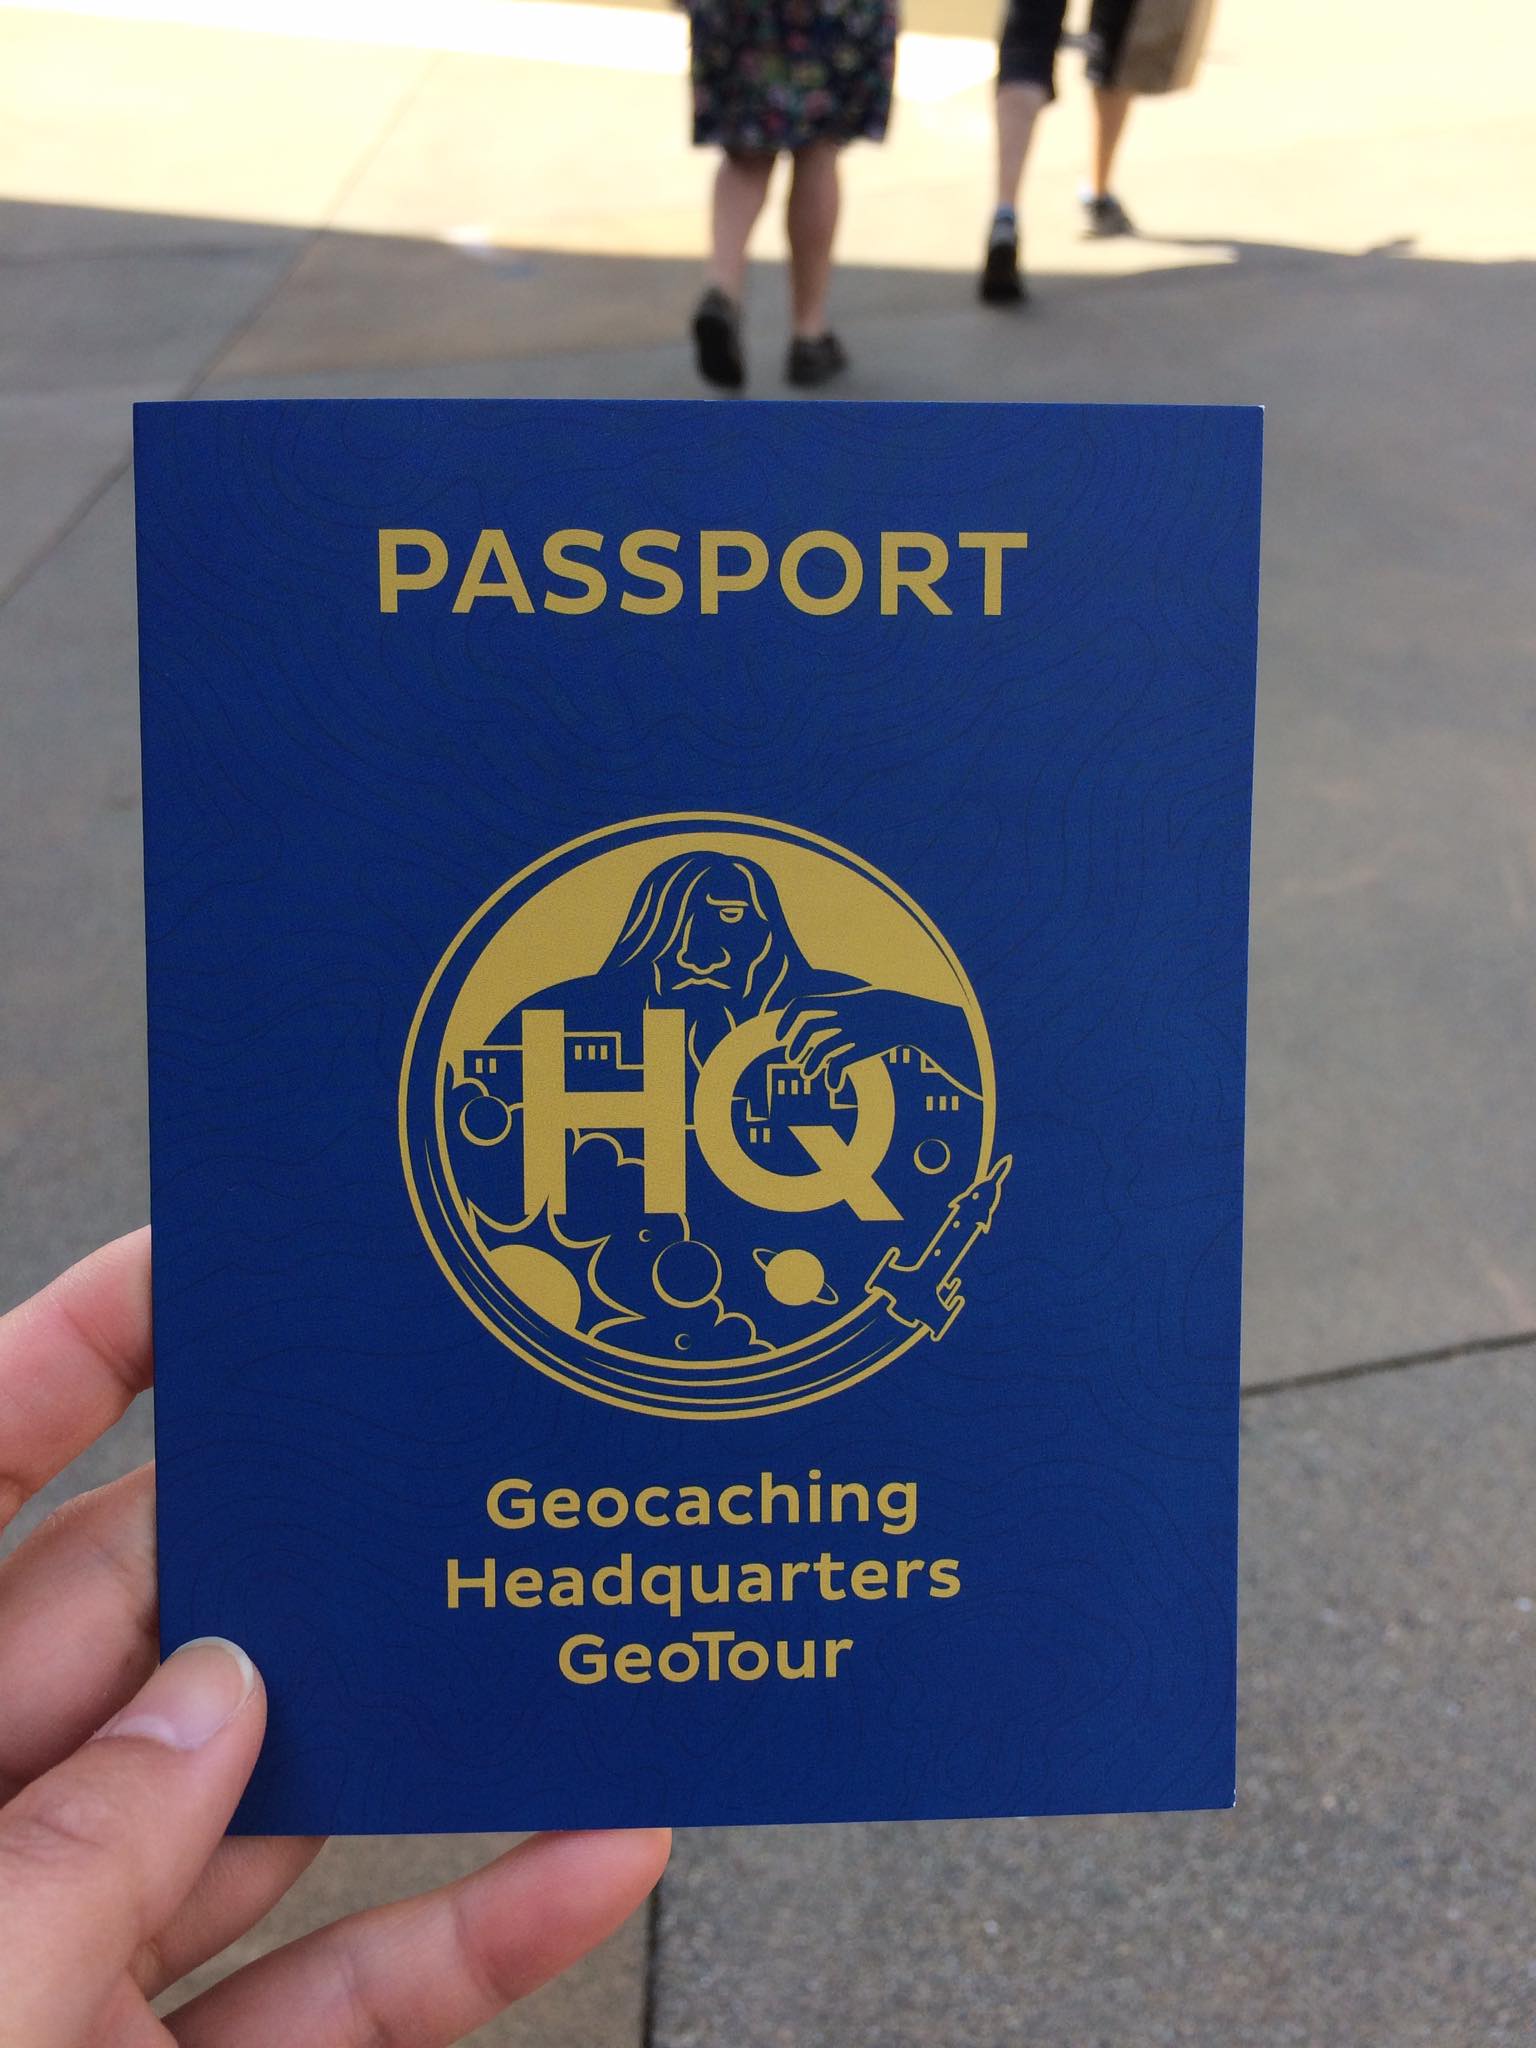 PASSPORT
HQ
Geocaching
Headquarters
GeoTour